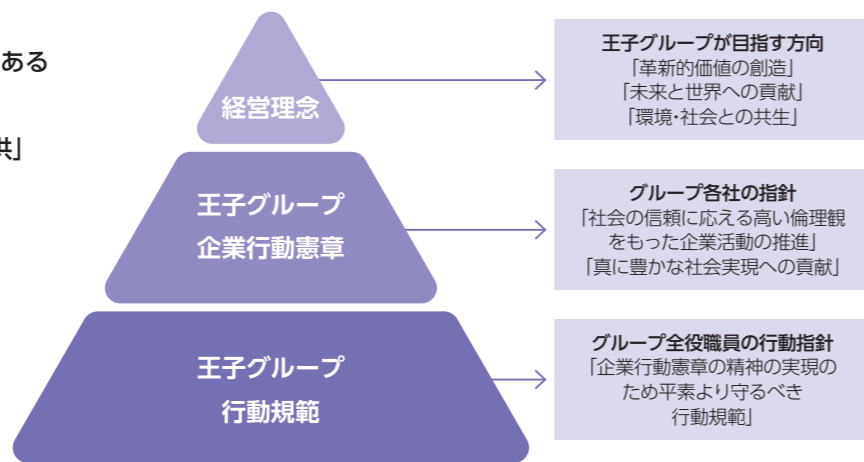 ある
供」
経営理念
王子グループが目指す方向
「革新的価値の創造」
「未来と世界への貢献」
「環境・社会との共生」
王子グループ
企業行動憲章
グループ各社の指針
「社会の信頼に応える高い倫理観
をもった企業活動の推進」
「真に豊かな社会実現への貢献」
王子グループ
行動規範
グループ全役職員の行動指針
「企業行動憲章の精神の実現の
ため平素より守るべき
行動規範」